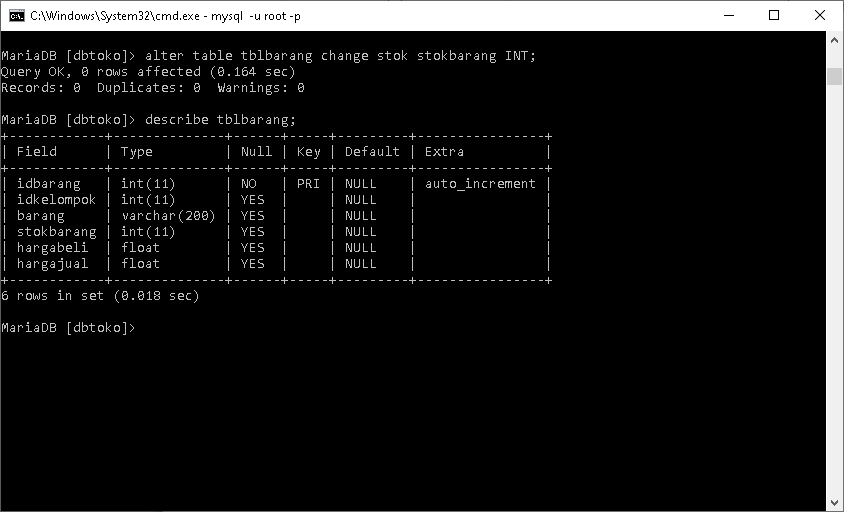 C:\Windows\System32\cmd.exe - mysql  -u root -p
MariaDB [dbtoko]> alter table tblbarang change stok stokbarang INT;
Query OK, 0 rows affected (0.164 sec)
Records: 0  Duplicates: 0  Warnings: 0
MariaDB [dbtoko]> describe tblbarang;
+------------+--------------+------+-----+---------+----------------+
| Field      | Type         | Null | Key | Default | Extra          |
+------------+--------------+------+-----+---------+----------------+
| idbarang   | int(11)      | NO   | PRI | NULL    | auto_increment |
| idkelompok | int(11)      | YES  |     | NULL    |                |
| barang     | varchar(200) | YES  |     | NULL    |                |
| stokbarang | int(11)      | YES  |     | NULL    |                |
| hargabeli  | float        | YES  |     | NULL    |                |
| hargajual  | float        | YES  |     | NULL    |                |
+------------+--------------+------+-----+---------+----------------+
6 rows in set (0.018 sec)
MariaDB [dbtoko]>